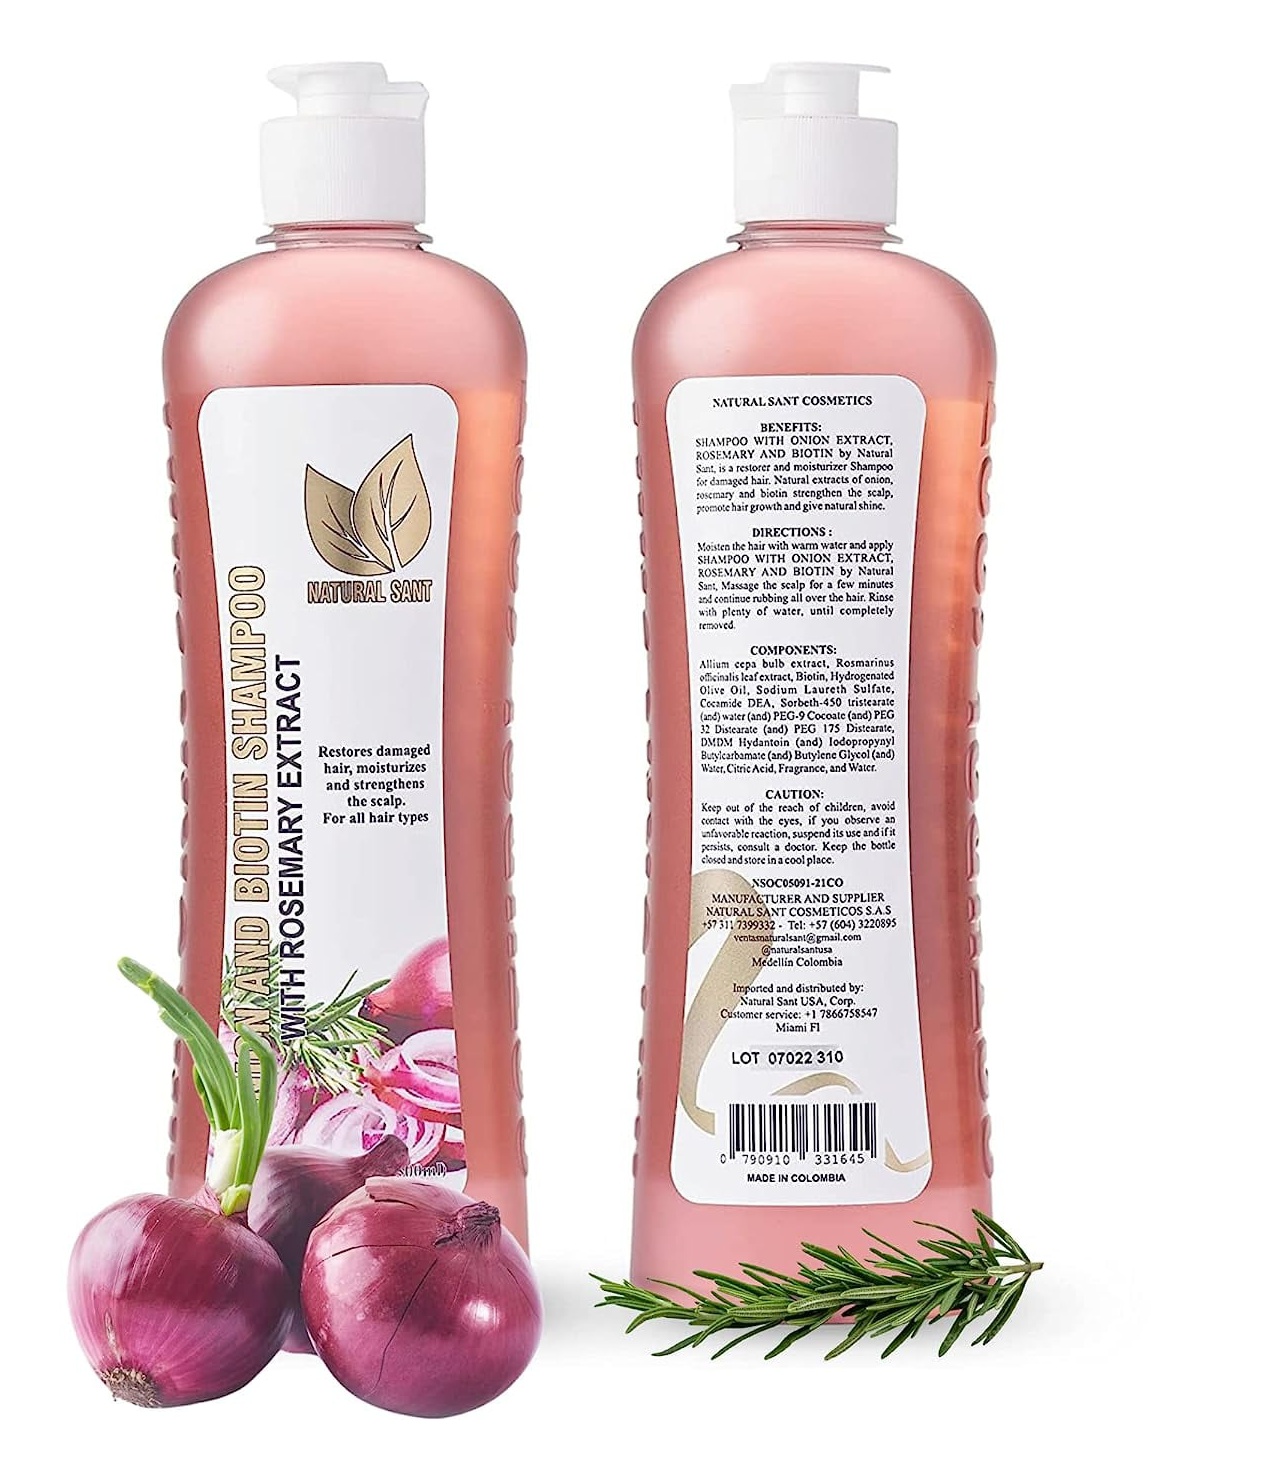 NATURAL SANT
AND BIOTIN SHAMPOO
WITH ROSEMARY EXTRACT
Restores damaged
hair, moisturizes
and strengthens
the scalp.
For all hair types
NATURAL SANT COSMETICS
BENEFITS:
SHAMPOO WITH ONION EXTRACT,
ROSEMARY AND BIOTIN by Natural
Sant, is a restorer and moisturizer Shampoo
for damaged hair. Natural extracts of onion,
rosemary and biotin strengthen the scalp,
promote hair growth and give natural shine.
DIRECTIONS :
Moisten the hair with warm water and apply
SHAMPOO WITH ONION EXTRACT,
ROSEMARY AND BIOTIN by Natural
Sant, Massage the scalp for a few minutes
and continue rubbing all over the hair. Rinse
with plenty of water, until completely
removed.
COMPONENTS:
Allium cepa bulb extract, Rosmarinus
officinalis leaf extract, Biotin, Hydrogenated
Olive Oil, Sodium Laureth Sulfate,
Cocamide DEA, Sorbeth-450 tristearate
(and) water (and) PEG-9 Cocoate (and) PEG
32 Distearate (and) PEG 175 Distearate,
DMDM Hydantoin (and) Iodopropynyl
Butylcarbamate (and) Butylene Glycol (and)
Water, Citric Acid, Fragrance, and Water.
CAUTION:
Keep out of the reach of children, avoid
contact with the eyes, if you observe an
unfavorable reaction, suspend its use and if it
persists, consult a doctor. Keep the bottle
closed and store in a cool place.
NSOC05091-21CO
MANUFACTURER AND SUPPLIER
NATURAL SANT COSMETICOS S.A.S
+57 311 7399332 - Tel: +57 (604) 3220895
ventasnaturalsant@gmail.com
@naturalsantusa
Medellín Colombia
Imported and distributed by:
Natural Sant USA, Corp.
Customer service: +1 7866758547
Miami Fl
LOT 07022 310
0 790910 331645
MADE IN COLOMBIA